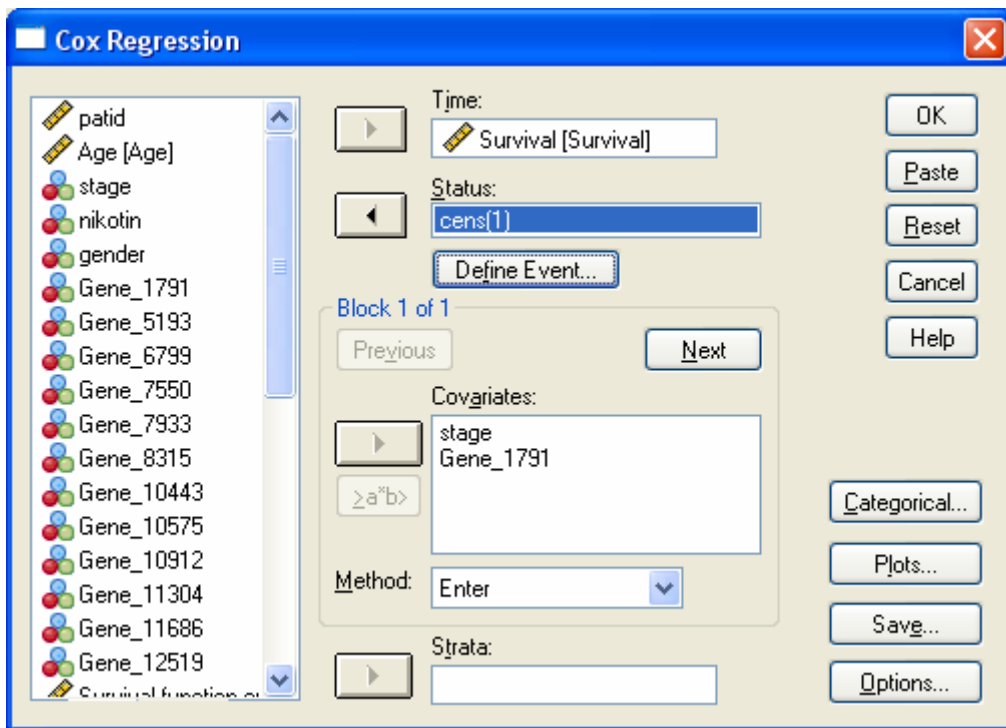 Cox Regression
patid
Age [Age]
stage
nikotin
gender
Gene_1791
Gene_5193
Gene_6799
Gene_7550
Gene_7933
Gene_8315
Gene_10443
Gene_10575
Gene_10912
Gene_11304
Gene_11686
Gene_12519
Survival function
Time:
Survival [Survival]
Status:
cens(1)
Define Event...
Block 1 of 1
Previous
Next
Covariates:
stage
Gene_1791
>a*b>
Method:
Enter
Strata:
OK
Paste
Reset
Cancel
Help
Categorical...
Plots...
Save...
Options...